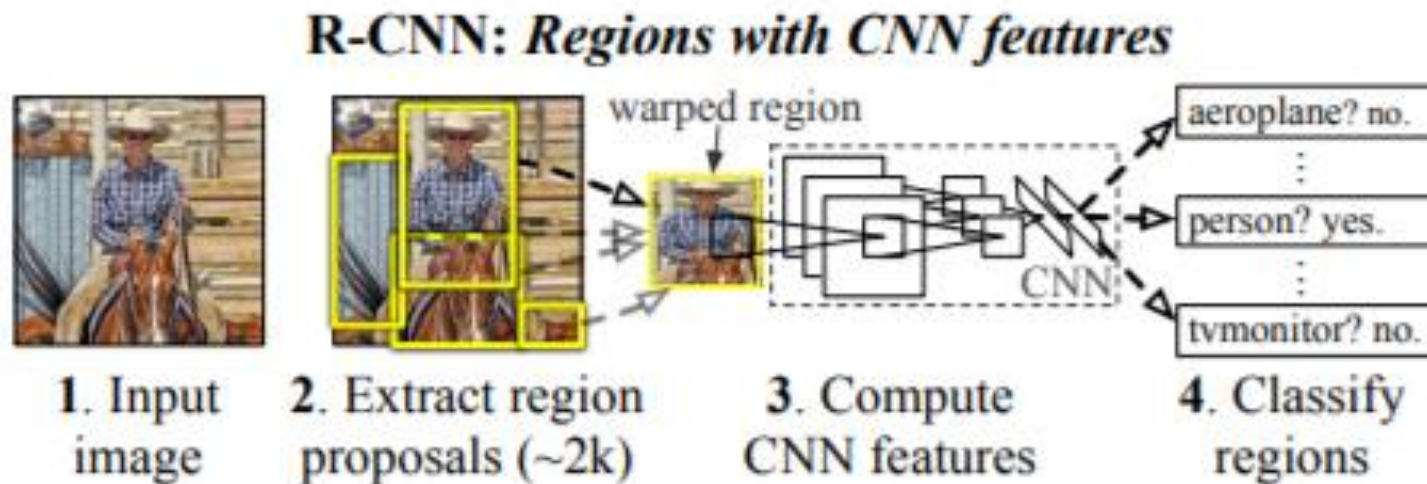 R-CNN: Regions with CNN features
warped region
aeroplane? no.
person? yes.
tvmonitor? no.
CNN
1. Input
image
2. Extract region
proposals (~2k)
3. Compute
CNN features
4. Classify
regions